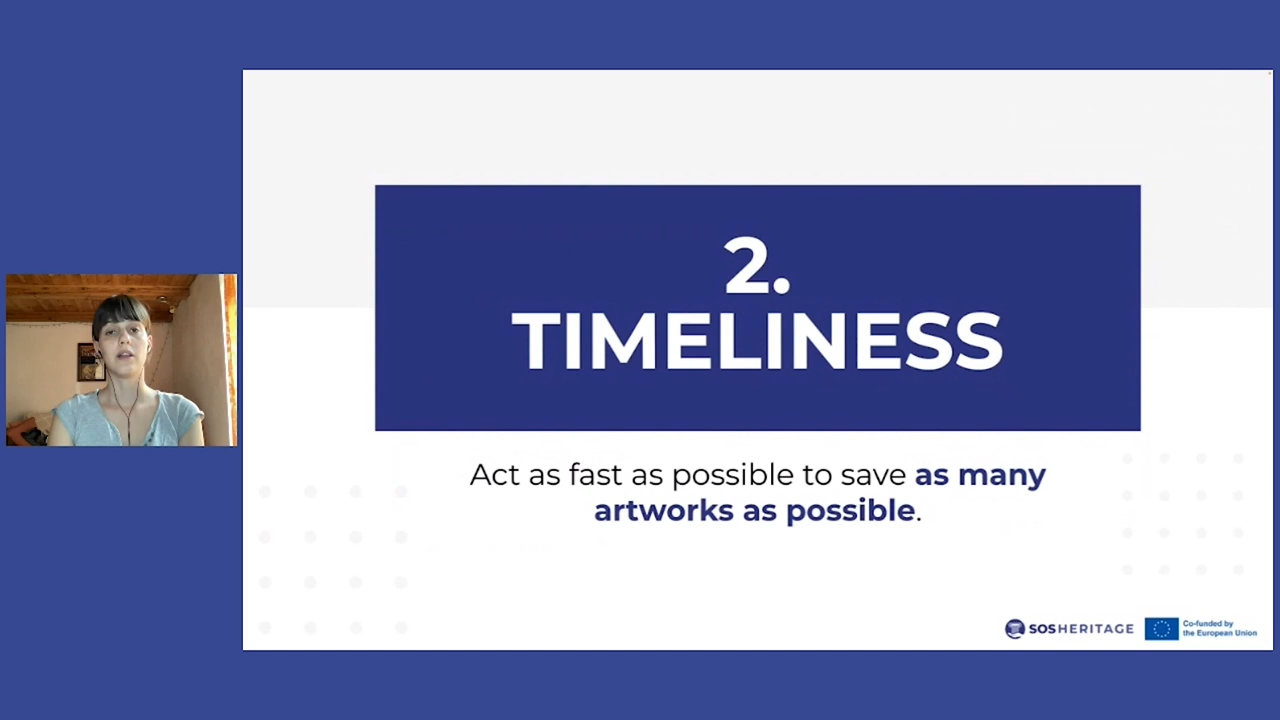 2.
TIMELINESS
Act as fast as possible to save as many
artworks as possible.
SOSHERITAGE
Co-funded by
the European Union